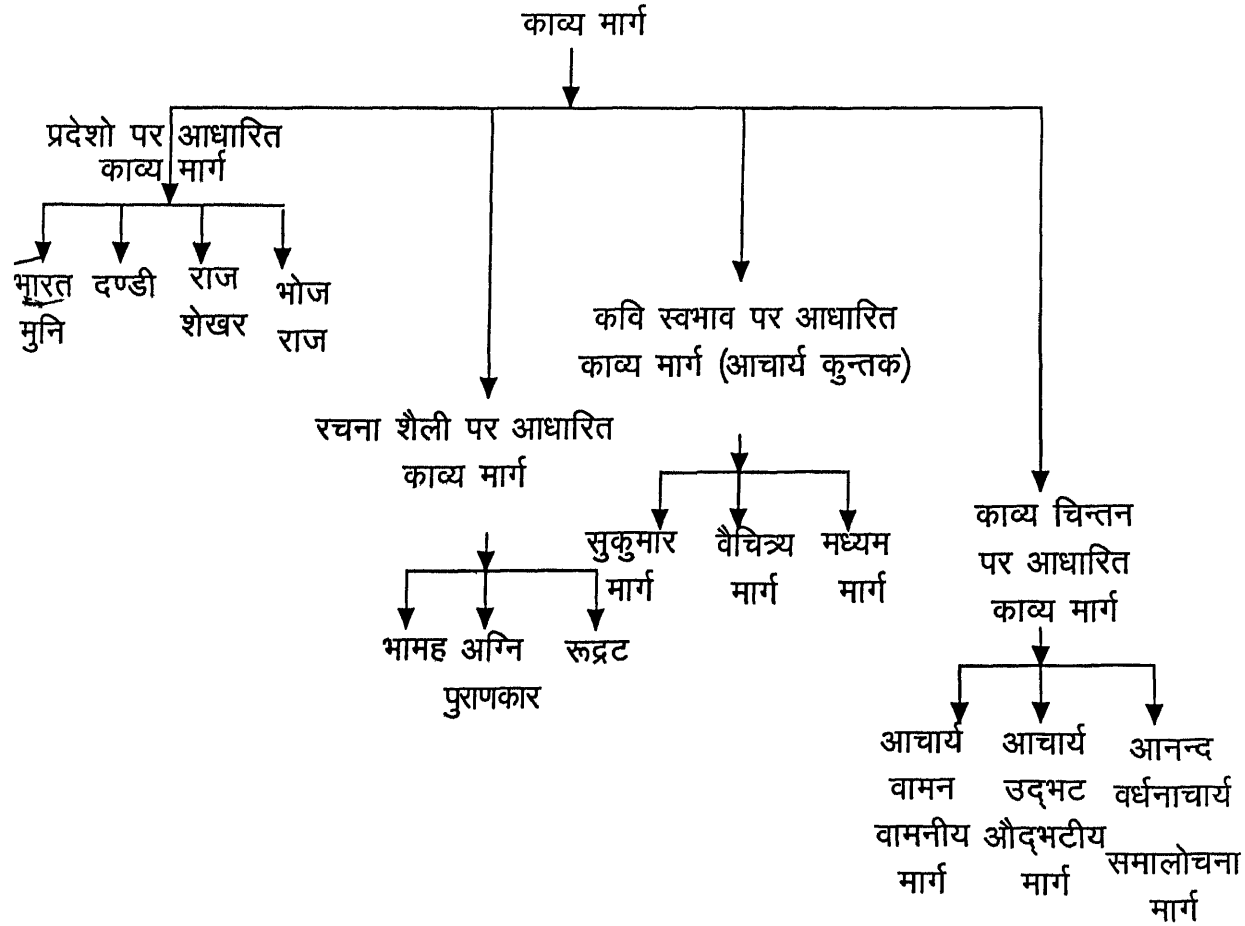 काव्य मार्ग
प्रदेशो पर आधारित
काव्य मार्ग
भारत
मुनि
दण्डी
राज
शेखर
भोज
राज
रचना शैली पर आधारित
काव्य मार्ग
भामह
अग्नि
पुराणकार
रूद्रट
कवि स्वभाव पर आधारित
काव्य मार्ग (आचार्य कुन्तक)
सुकुमार
मार्ग
वैचित्र्य
मार्ग
मध्यम
मार्ग
काव्य चिन्तन
पर आधारित
काव्य मार्ग
आचार्य
वामन
वामनीय
मार्ग
आचार्य
उद्भट
औद्भटीय
मार्ग
आनन्द
वर्धनाचार्य
समालोचना
मार्ग